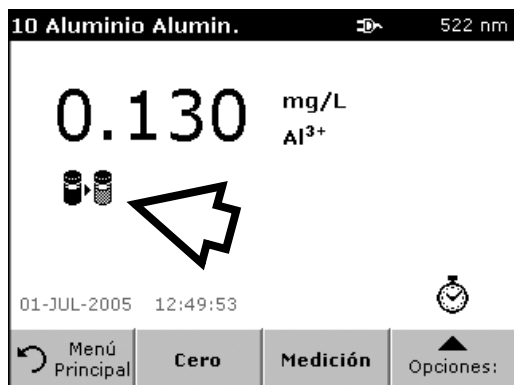 10 Aluminio Alumin. 522 nm
0.130 mg/L
Al³⁺
01-JUL-2005 12:49:53
Menú Principal Cero Medición Opciones: